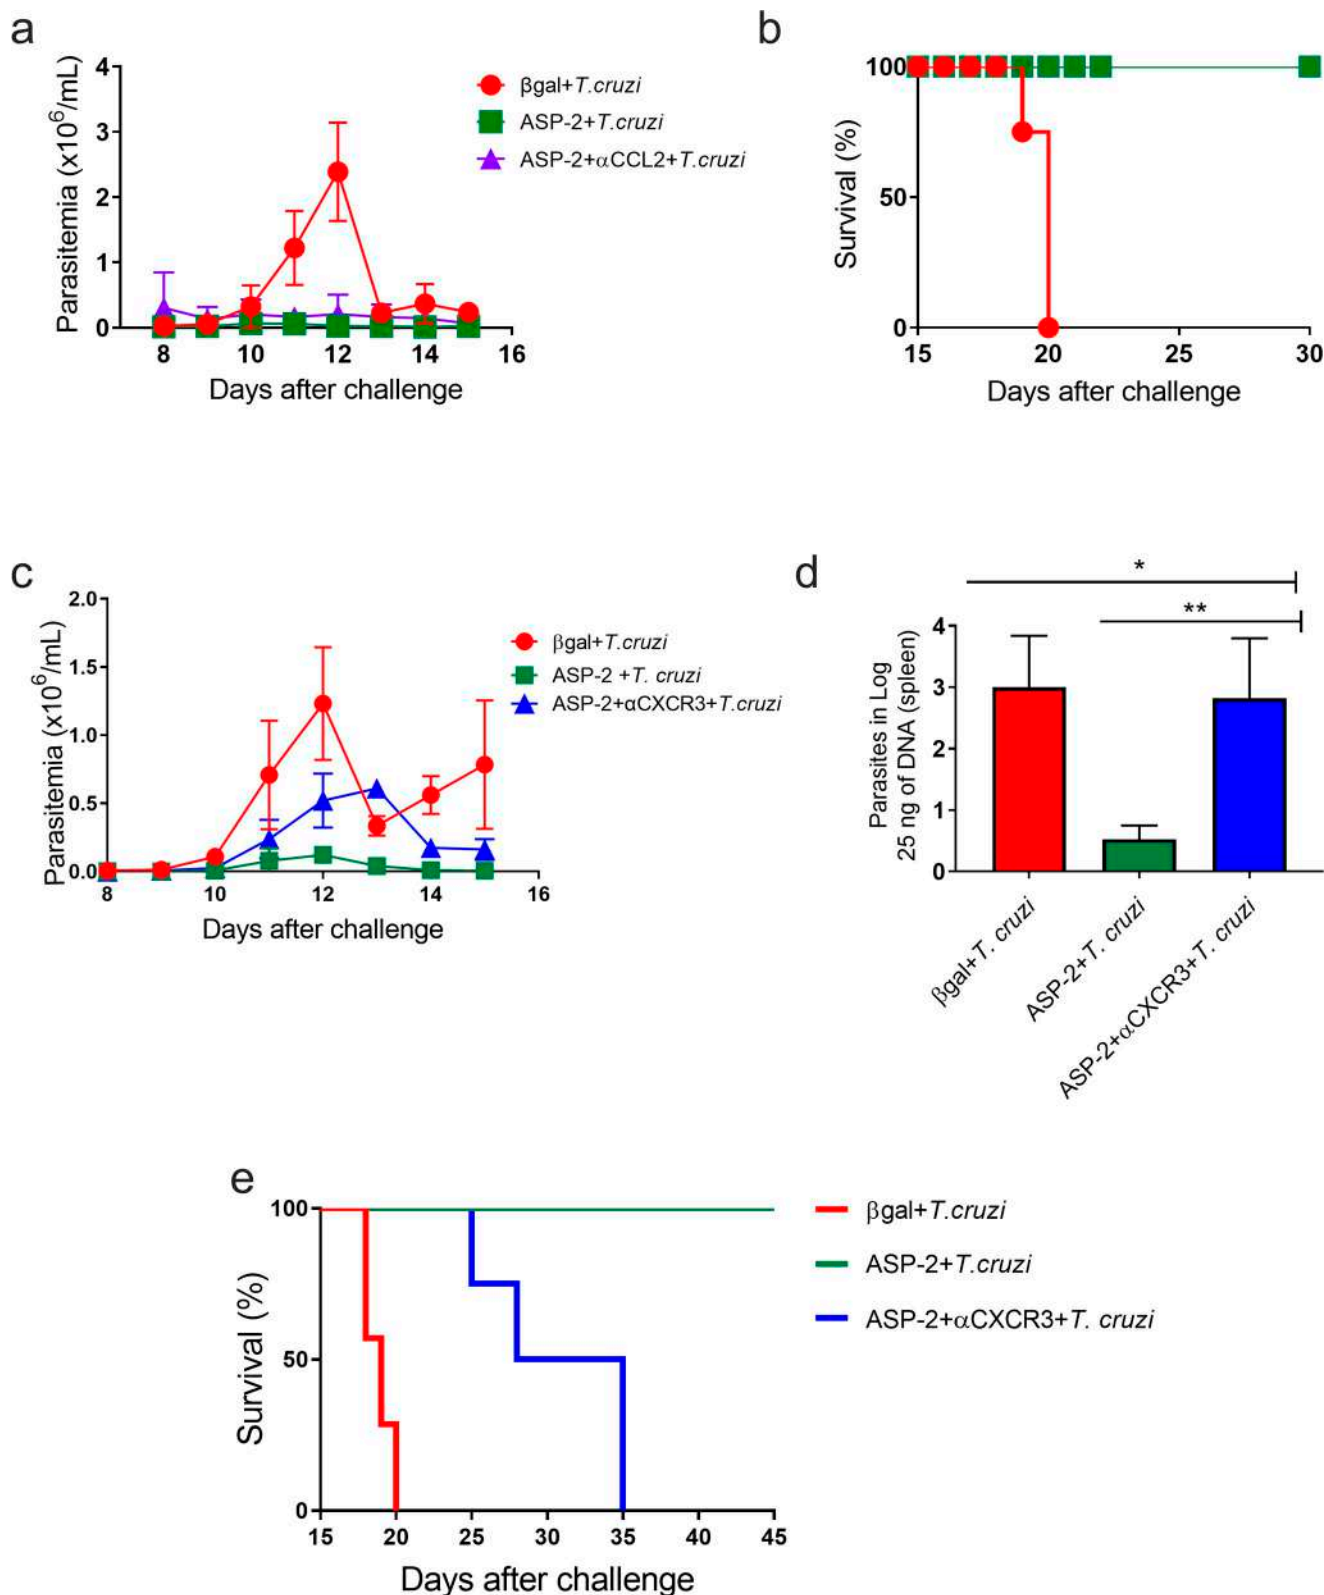 a
4
3
2
1
0
8
10
12
14
16
Parasitemia (x10⁶/mL)
Days after challenge
βgal+T.cruzi
ASP-2+T.cruzi
ASP-2+αCCL2+T.cruzi
b
100
50
0
15
20
25
30
Survival (%)
Days after challenge
c
2.0
1.5
1.0
0.5
0.0
8
10
12
14
16
Parasitemia (x10⁶/mL)
Days after challenge
βgal+T.cruzi
ASP-2 +T. cruzi
ASP-2+αCXCR3+T.cruzi
d
*
**
4
3
2
1
0
Parasites in Log
25 ng of DNA (spleen)
βgal+T. cruzi
ASP-2+T. cruzi
ASP-2+αCXCR3+T. cruzi
e
100
50
0
15
20
25
30
35
40
45
Survival (%)
Days after challenge
βgal+T.cruzi
ASP-2+T.cruzi
ASP-2+αCXCR3+T. cruzi